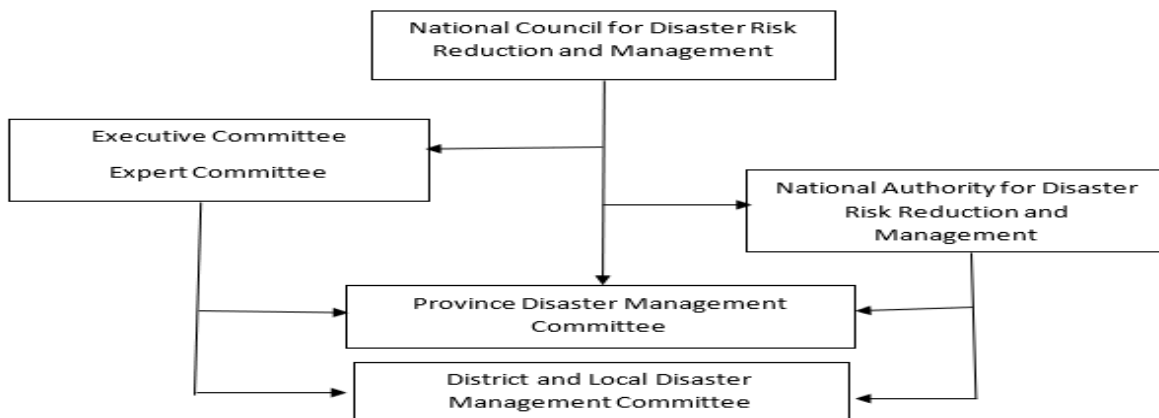 National Council for Disaster Risk
Reduction and Management
Executive Committee
Expert Committee
National Authority for Disaster
Risk Reduction and
Management
Province Disaster Management
Committee
District and Local Disaster
Management Committee